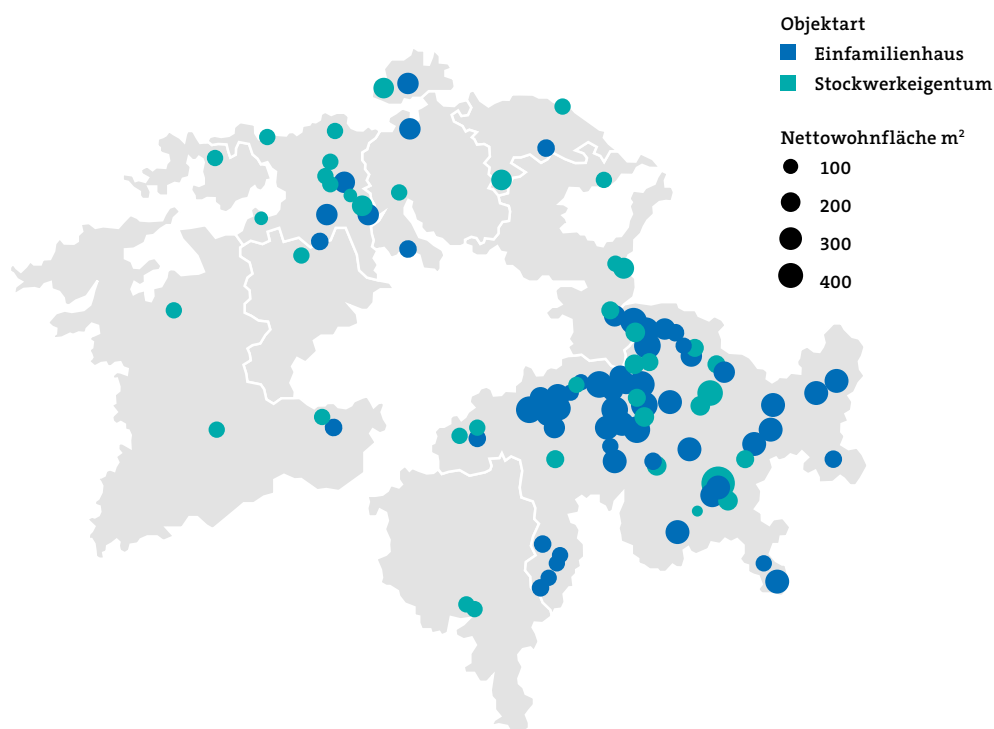 Objektart
Einfamilienhaus
Stockwerkeigentum
Nettowohnfläche m²
100
200
300
400